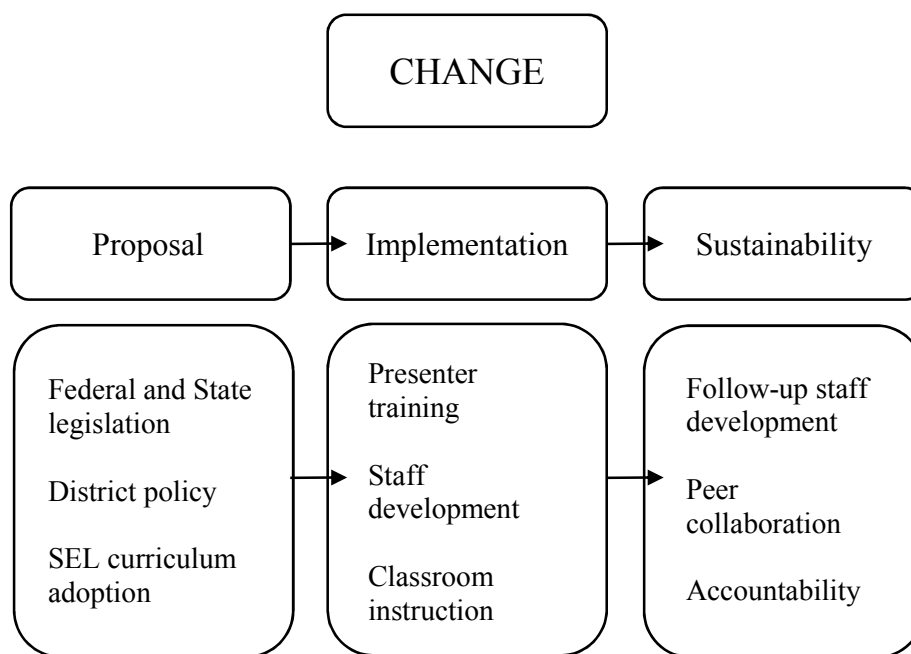 CHANGE
Proposal
Implementation
Sustainability
Federal and State
legislation
District policy
SEL curriculum
adoption
Presenter
training
Staff
development
Classroom
instruction
Follow-up staff
development
Peer
collaboration
Accountability